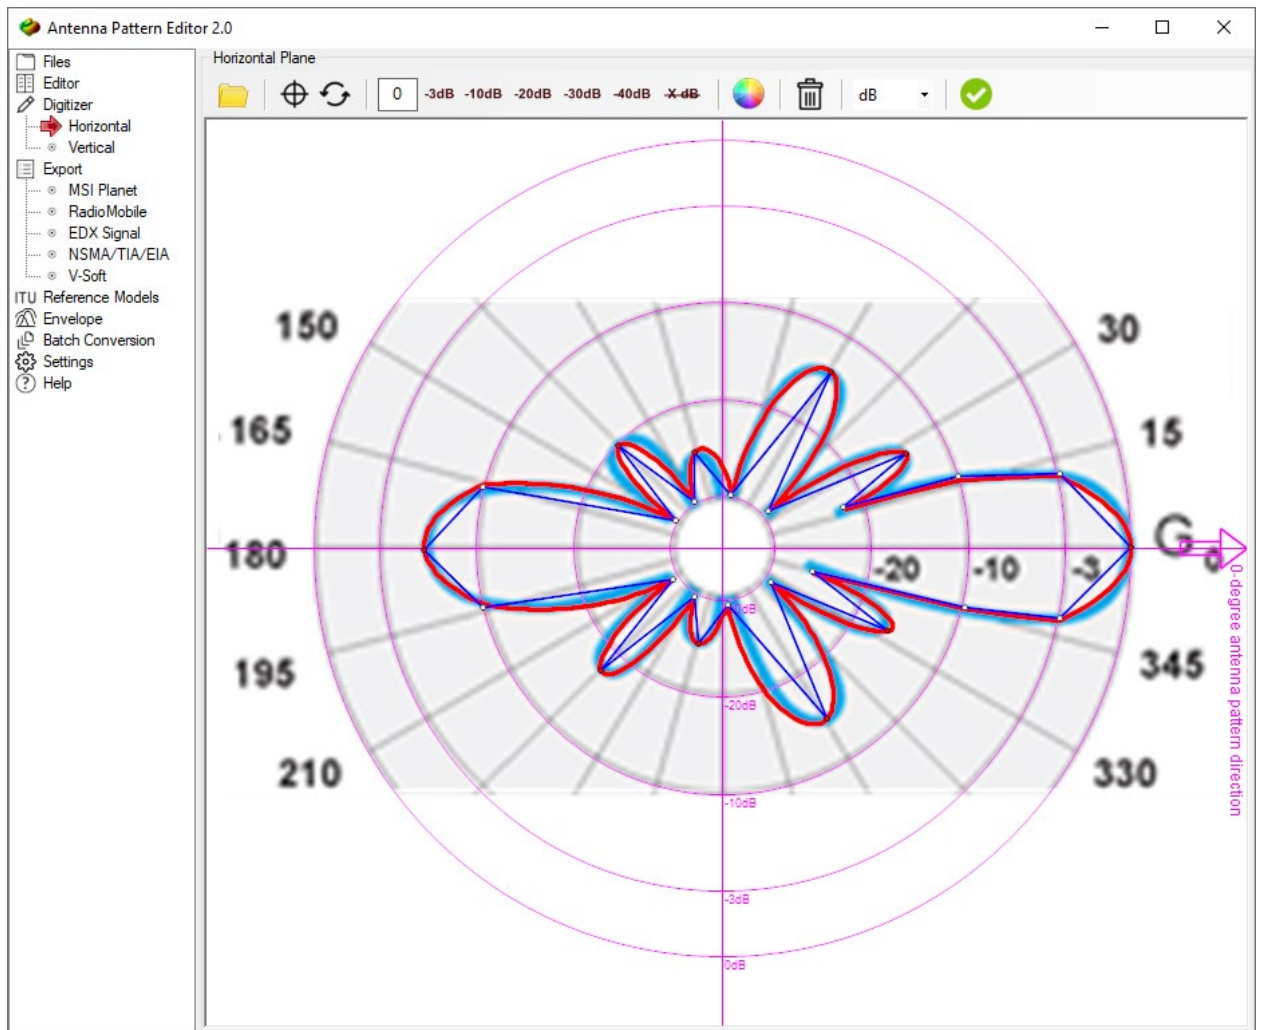 Antenna Pattern Editor 2.0
Files
Editor
Digitizer
Horizontal
Vertical
Export
MSI Planet
RadioMobile
EDX Signal
NSMA/TIA/EIA
V-Soft
ITU Reference Models
Envelope
Batch Conversion
Settings
? Help
Horizontal Plane
0 -3dB -10dB -20dB -30dB -40dB X dB dB
150 30
165 15
180 -20 -10 -3 G 0
195 345
210 330
0dB
-20dB
-10dB
-3dB
0dB
0-degree antenna pattern direction